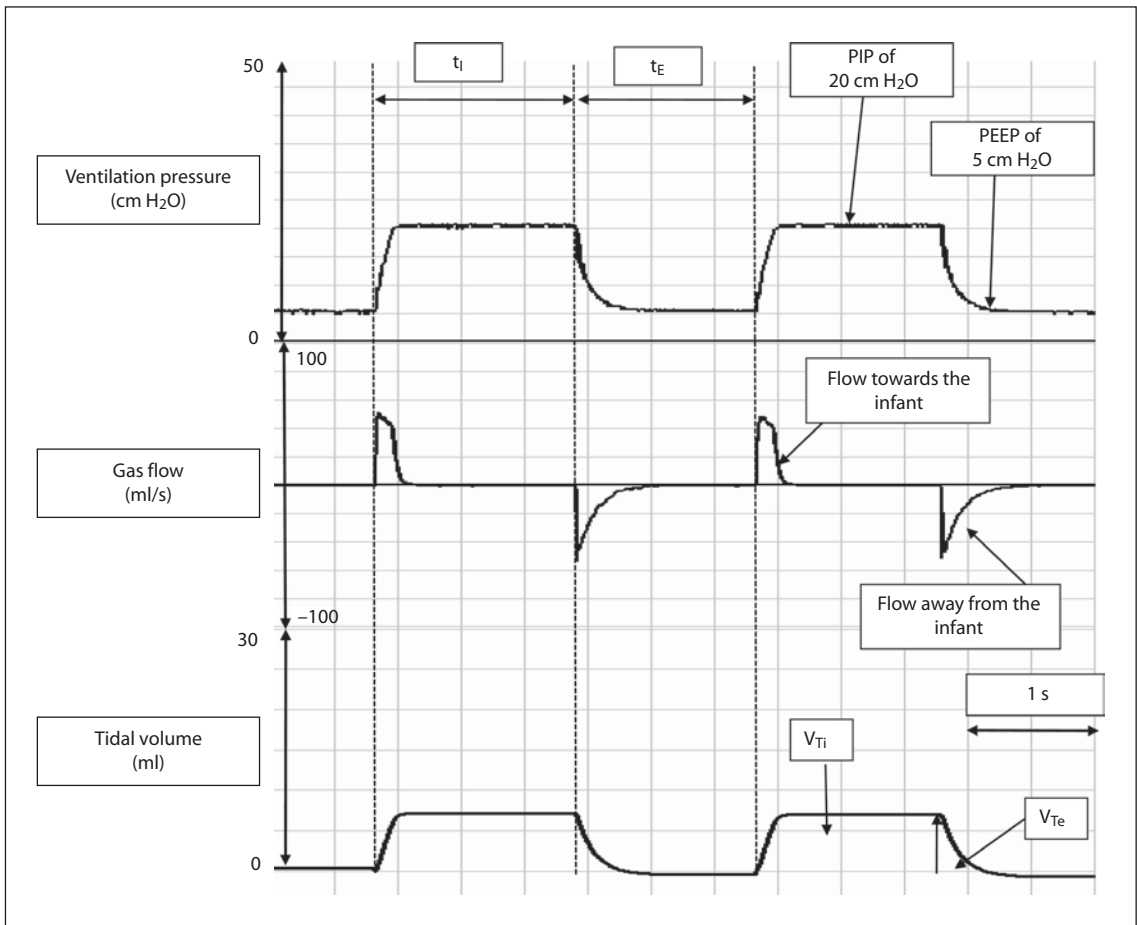 50
t_I
t_E
PIP of
20 cm H₂O
PEEP of
5 cm H₂O
Ventilation pressure
(cm H₂O)
0
100
Flow towards the
infant
Gas flow
(ml/s)
Flow away from the
infant
–100
30
1 s
Tidal volume
(ml)
V_Ti
V_Te
0